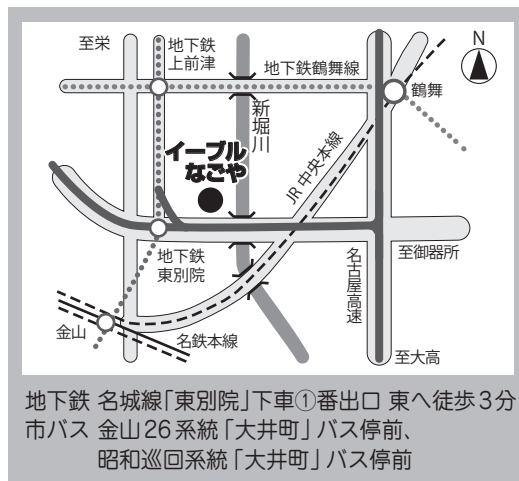 至栄
地下鉄
上前津
地下鉄鶴舞線
N
鶴舞
新堀川
イーブル
なごや
JR中央本線
地下鉄
東別院
名古屋高速
至御器所
金山
名鉄本線
至大高
地下鉄 名城線「東別院」下車①番出口 東へ徒歩3分
市バス 金山26系統「大井町」バス停前、
昭和巡回系統「大井町」バス停前